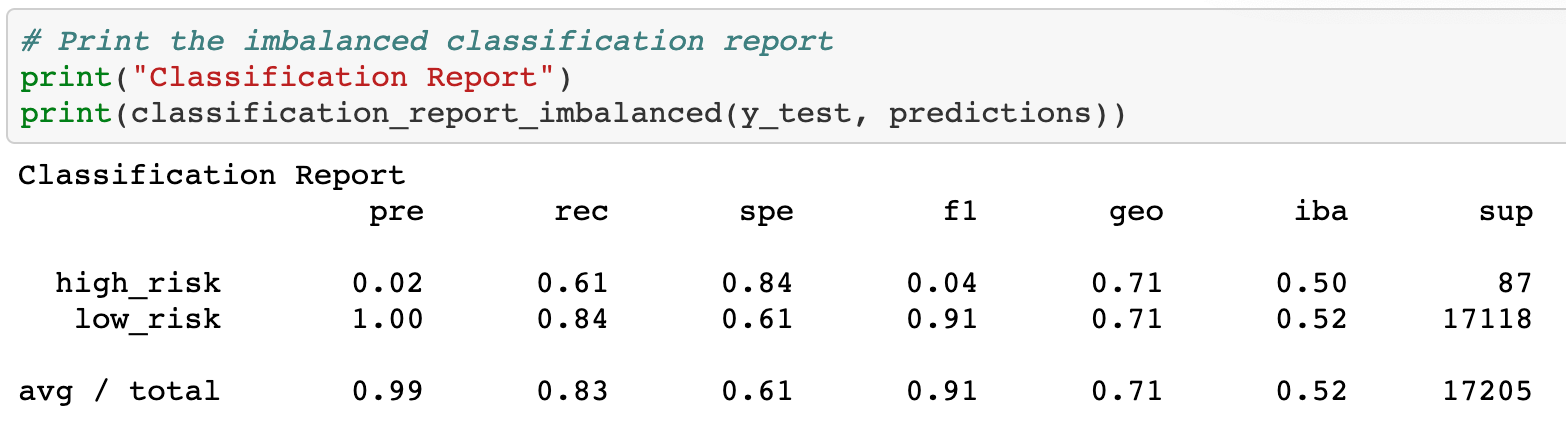 # Print the imbalanced classification report
print("Classification Report")
print(classification_report_imbalanced(y_test, predictions))
Classification Report
pre rec spe f1 geo iba sup
high_risk 0.02 0.61 0.84 0.04 0.71 0.50 87
low_risk 1.00 0.84 0.61 0.91 0.71 0.52 17118
avg / total 0.99 0.83 0.61 0.91 0.71 0.52 17205